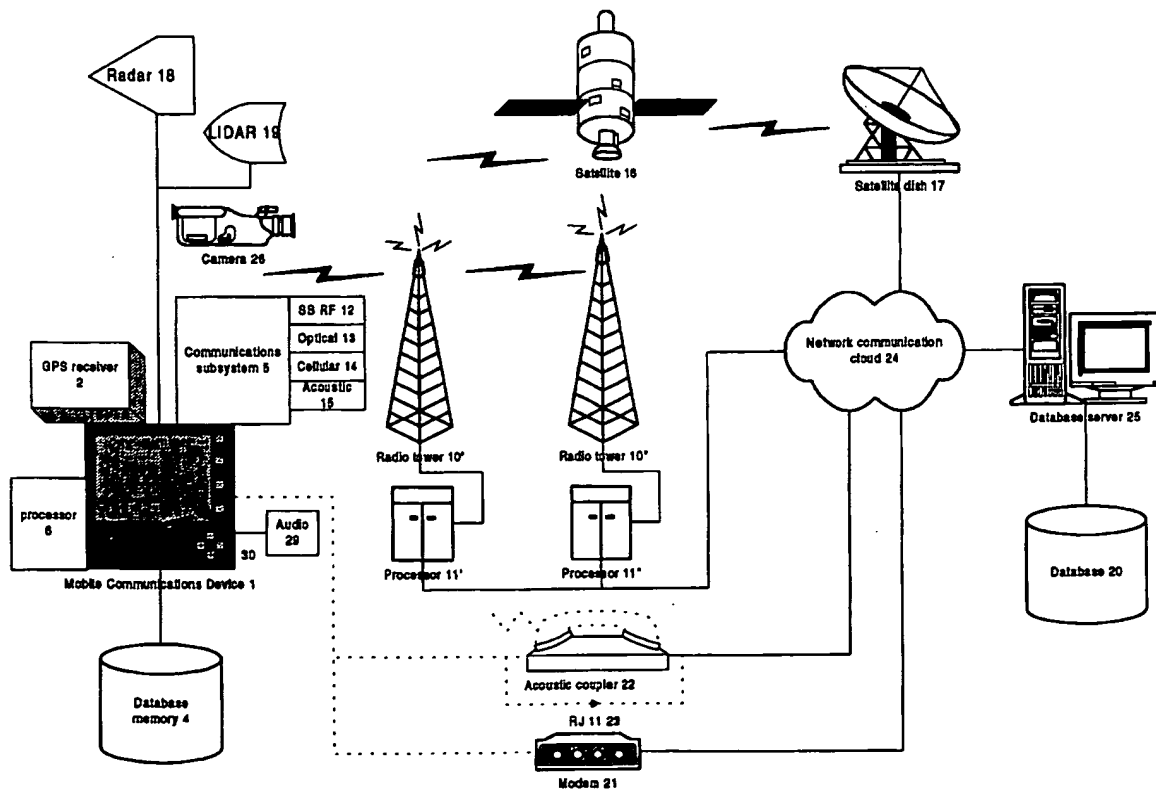 Radar 18
LIDAR 19
Satellite 16
Satellite dish 17
Camera 26
SB RF 12
Optical 13
Cellular 14
Acoustic 15
Communications subsystem 5
GPS receiver 2
Network communication cloud 24
Database server 25
Radio tower 10"
Radio tower 10"
processor 6
Audio 29
30
Mobile Communications Device 1
Processor 11'
Processor 11"
Database 20
Database memory 4
Acoustic coupler 22
RJ 11 23
Modem 21